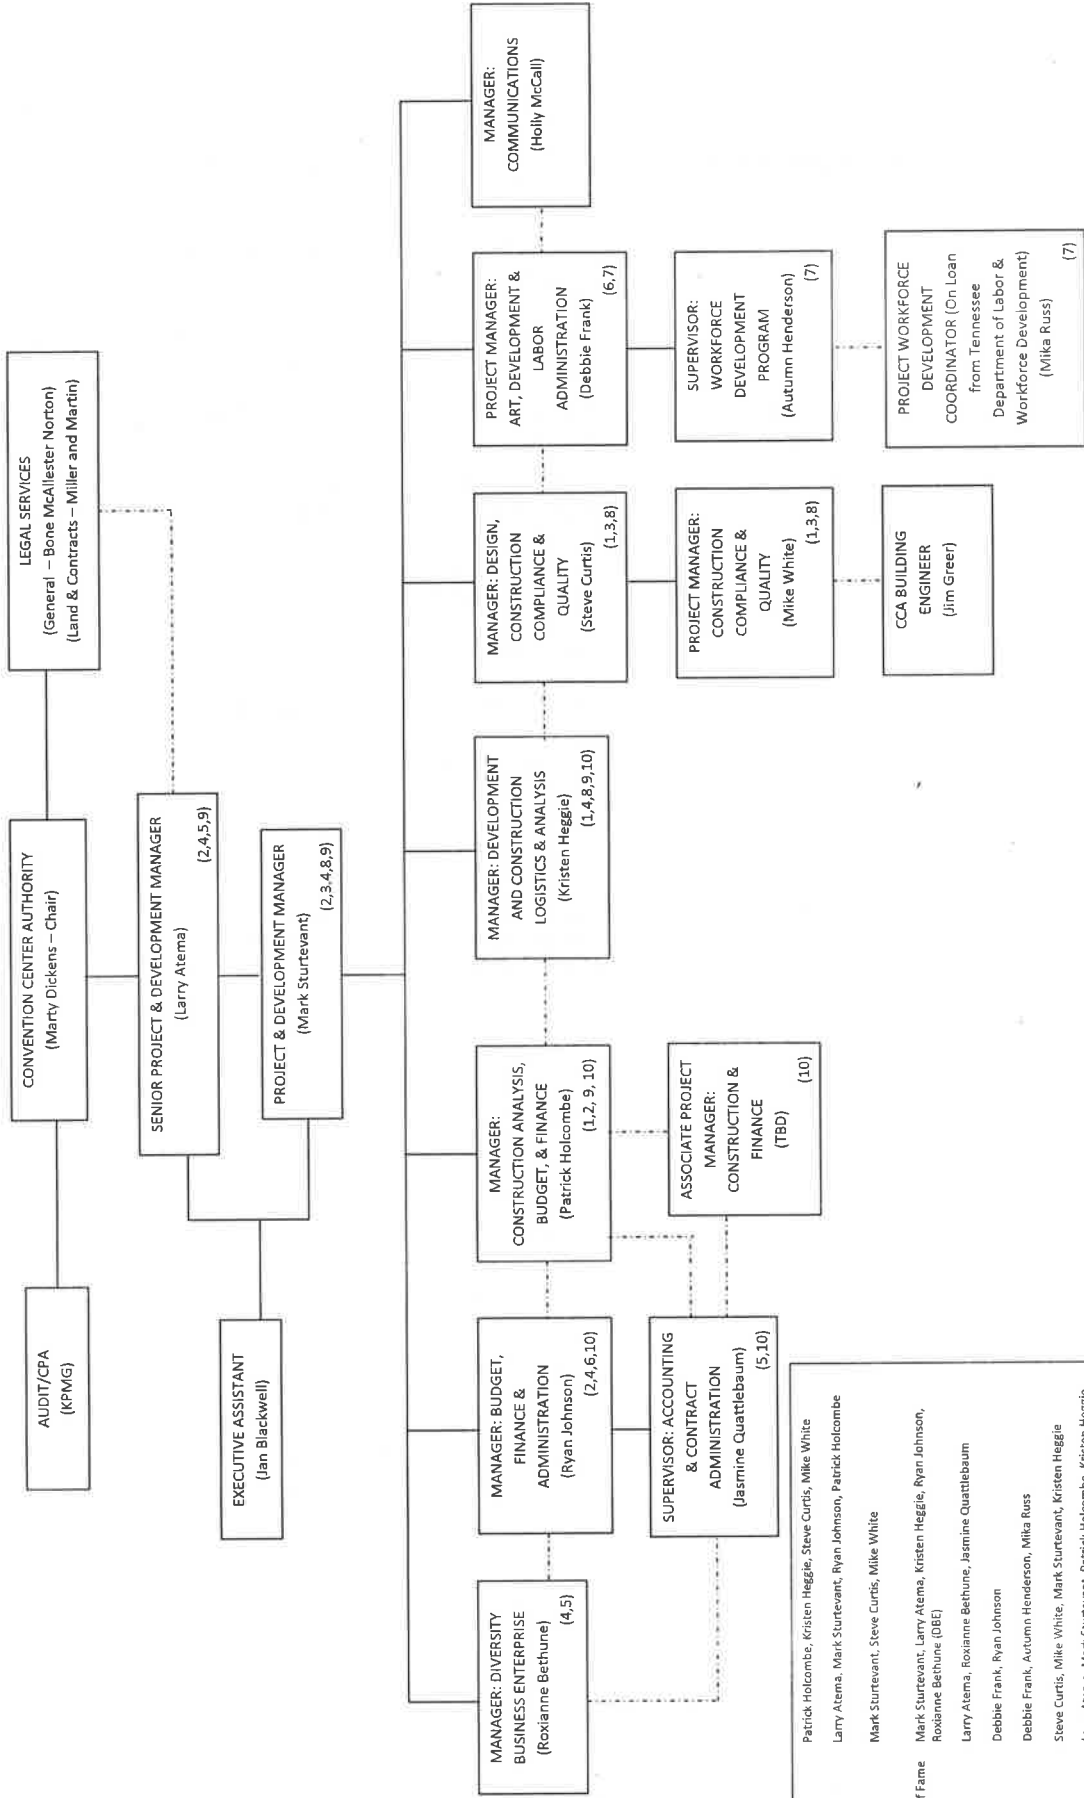 AUDIT/CPA
(KPMG)
CONVENTION CENTER AUTHORITY
(Marty Dickens – Chair)
LEGAL SERVICES
(General – Bone McAllester Norton)
(Land & Contracts – Miller and Martin)
SENIOR PROJECT & DEVELOPMENT MANAGER
(Larry Atema)
(2,4,5,9)
EXECUTIVE ASSISTANT
(Jan Blackwell)
PROJECT & DEVELOPMENT MANAGER
(Mark Sturtevant)
(2,3.4,8,9)
MANAGER: DIVERSITY
BUSINESS ENTERPRISE
(Roxianne Bethune)
(4,5)
MANAGER: BUDGET,
FINANCE &
ADMINISTRATION
(Ryan Johnson)
(2,4,6,10)
MANAGER:
CONSTRUCTION ANALYSIS,
BUDGET, & FINANCE
(Patrick Holcombe)
(1,2, 9, 10)
MANAGER: DEVELOPMENT
AND CONSTRUCTION
LOGISTICS & ANALYSIS
(Kristen Heggie)
(1,4,8,9,10)
MANAGER: DESIGN,
CONSTRUCTION
COMPLIANCE &
QUALITY
(Steve Curtis)
(1,3,8)
PROJECT MANAGER:
ART, DEVELOPMENT &
LABOR
ADMINISTRATION
(Debbie Frank)
(6,7)
MANAGER:
COMMUNICATIONS
(Holly McCall)
SUPERVISOR: ACCOUNTING
& CONTRACT
ADMINISTRATION
(Jasmine Quattlebaum)
(5,10)
ASSOCIATE PROJECT
MANAGER:
CONSTRUCTION &
FINANCE
(TBD)
(10)
PROJECT MANAGER:
CONSTRUCTION
COMPLIANCE &
QUALITY
(Mike White)
(1,3,8)
SUPERVISOR:
WORKFORCE
DEVELOPMENT
PROGRAM
(Autumn Henderson)
(7)
CCA BUILDING
ENGINEER
(Jim Greer)
PROJECT WORKFORCE
DEVELOPMENT
COORDINATOR (On Loan
from Tennessee
Department of Labor &
Workforce Development)
(Mika Russ)
(7)
Patrick Holcombe, Kristen Heggie, Steve Curtis, Mike White
Larry Atema, Mark Sturtevant, Ryan Johnson, Patrick Holcombe
Mark Sturtevant, Steve Curtis, Mike White
f Fame Mark Sturtevant, Larry Atema, Kristen Heggie, Ryan Johnson,
Roxianne Bethune (DBE)
Larry Atema, Roxianne Bethune, Jasmine Quattlebaum
Debbie Frank, Ryan Johnson
Debbie Frank, Autumn Henderson, Mika Russ
Steve Curtis, Mike White, Mark Sturtevant, Kristen Heggie
Larry Atema, Mark Sturtevant, Patrick Holcombe, Kristen Heggie